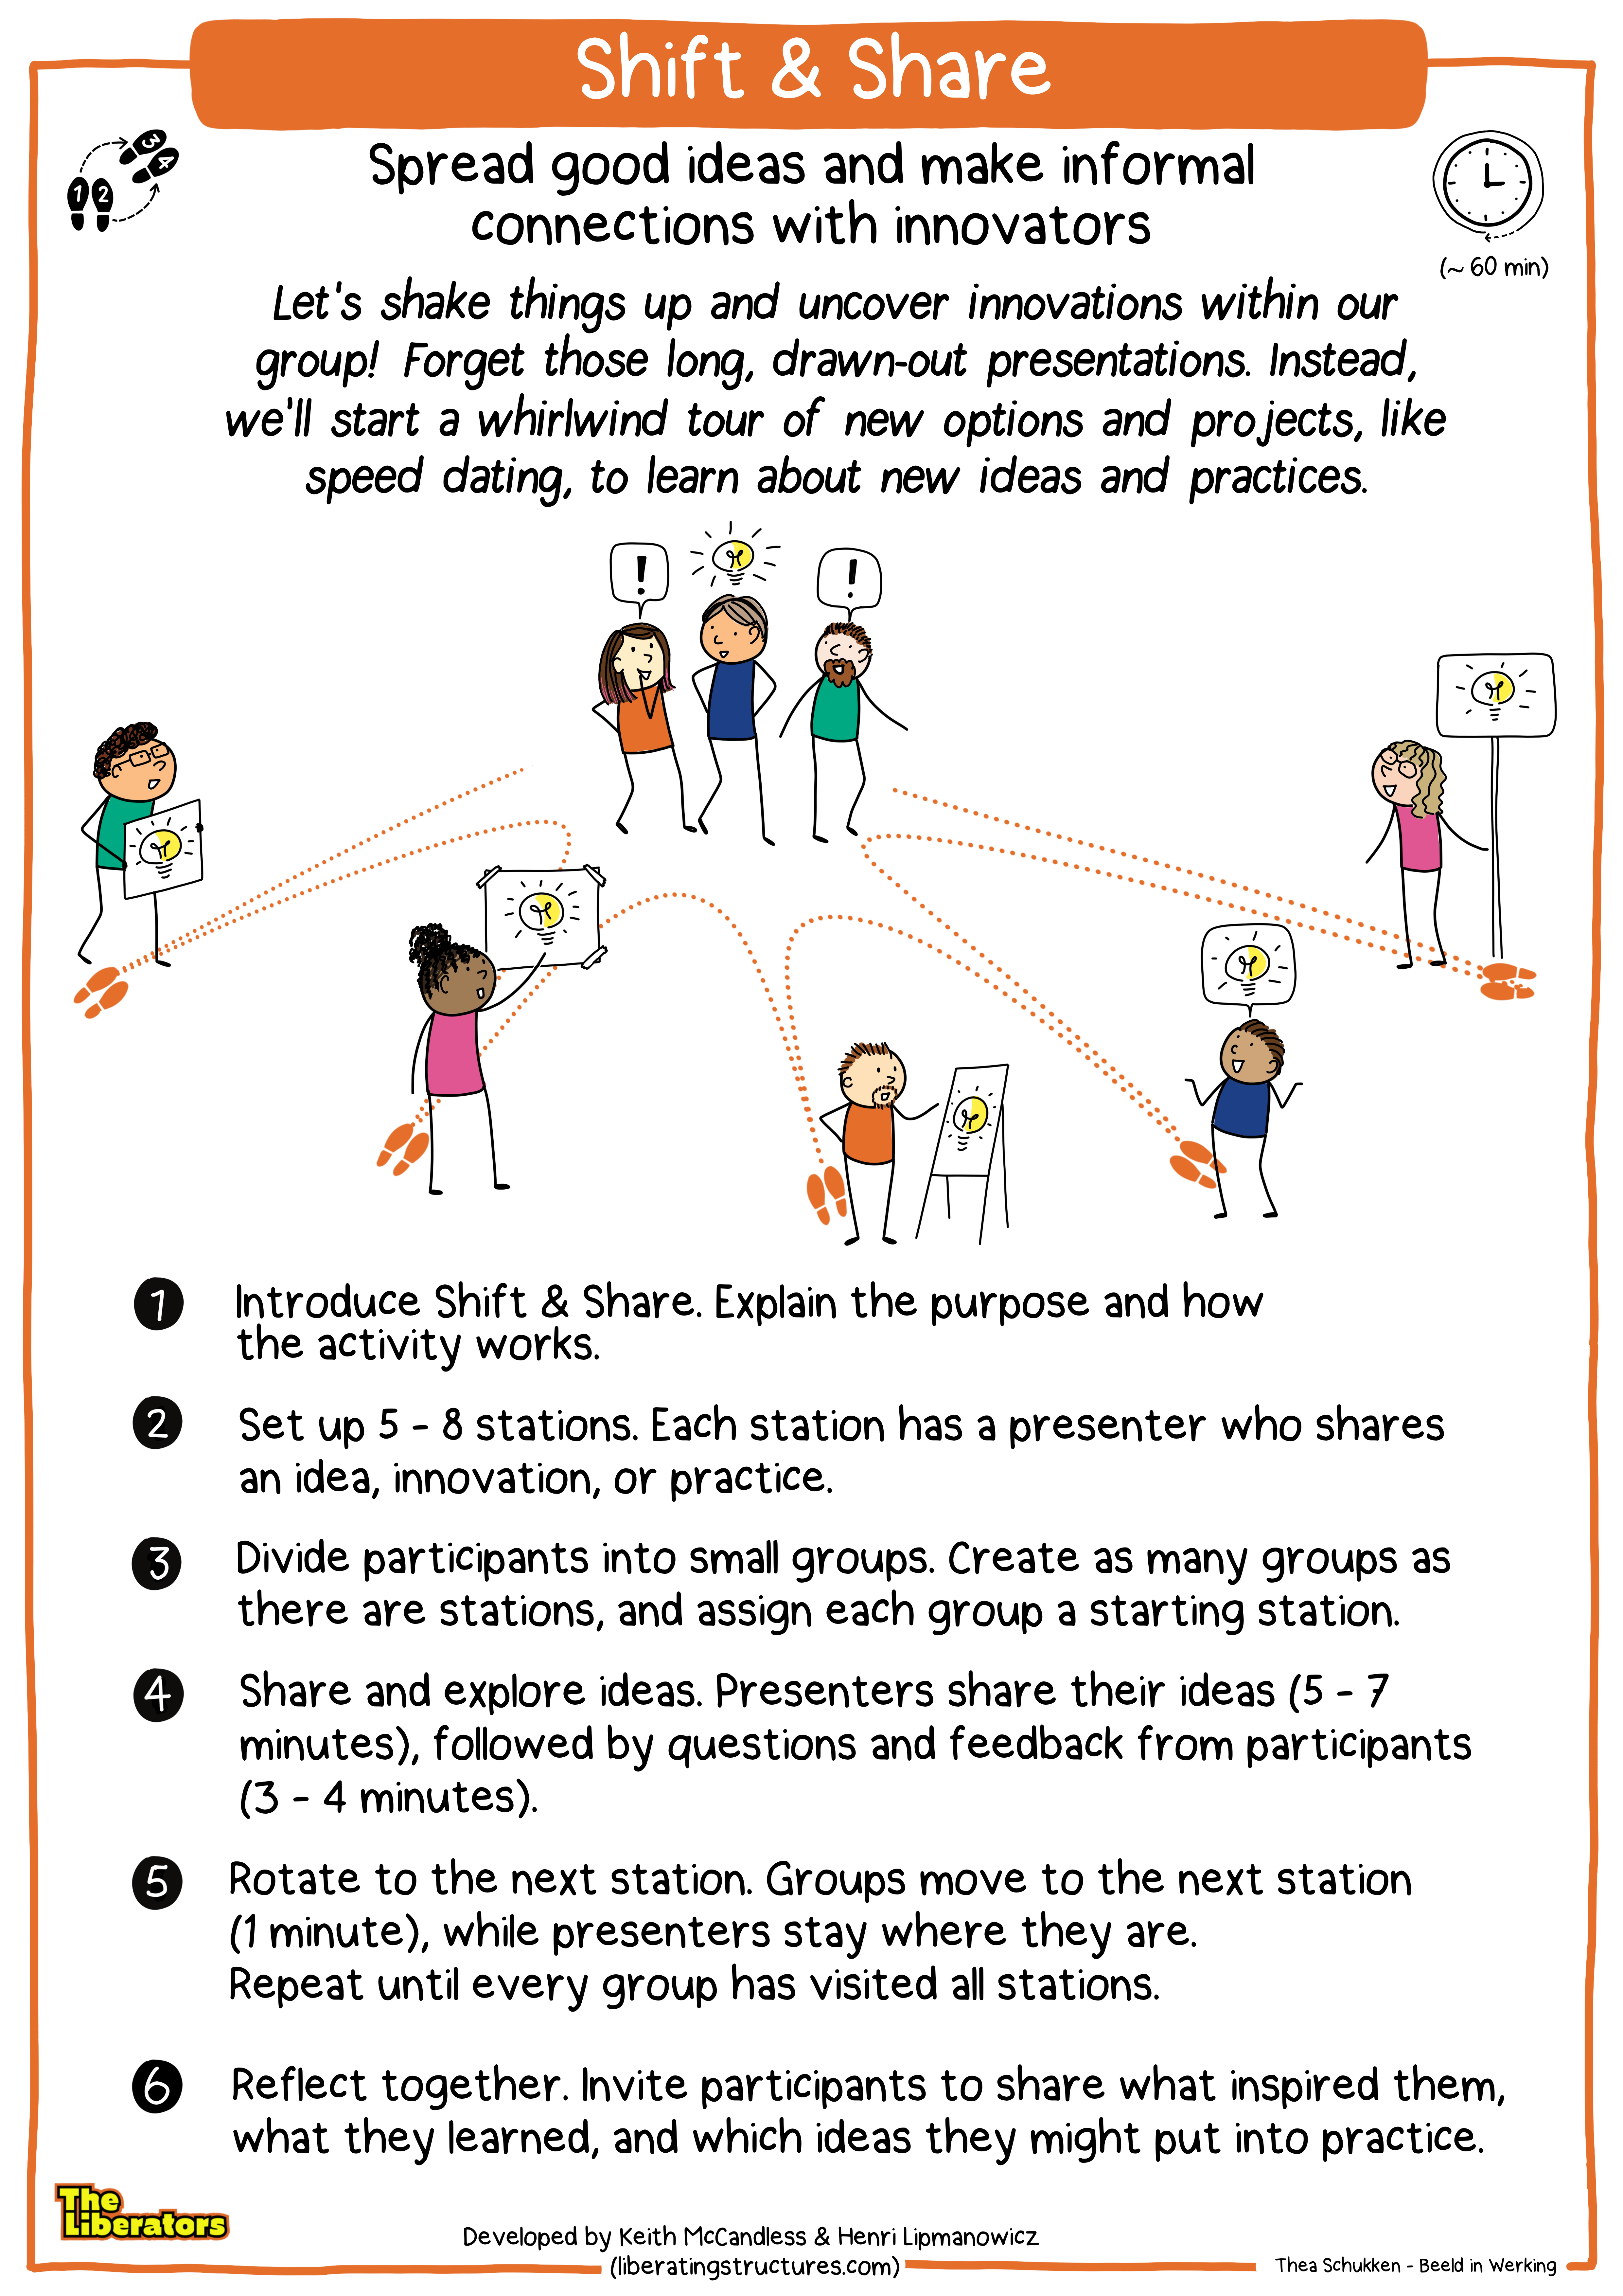 Shift & Share
1 2 3 4
Spread good ideas and make informal
connections with innovators
(~ 60 min)
Let's shake things up and uncover innovations within our
group! Forget those long, drawn-out presentations. Instead,
we'll start a whirlwind tour of new options and projects, like
speed dating, to learn about new ideas and practices.
!
!
1 Introduce Shift & Share. Explain the purpose and how
the activity works.
2 Set up 5 - 8 stations. Each station has a presenter who shares
an idea, innovation, or practice.
3 Divide participants into small groups. Create as many groups as
there are stations, and assign each group a starting station.
4 Share and explore ideas. Presenters share their ideas (5 - 7
minutes), followed by questions and feedback from participants
(3 - 4 minutes).
5 Rotate to the next station. Groups move to the next station
(1 minute), while presenters stay where they are.
Repeat until every group has visited all stations.
6 Reflect together. Invite participants to share what inspired them,
what they learned, and which ideas they might put into practice.
The
Liberators
Developed by Keith McCandless & Henri Lipmanowicz
(liberatingstructures.com)
Thea Schukken - Beeld in Werking